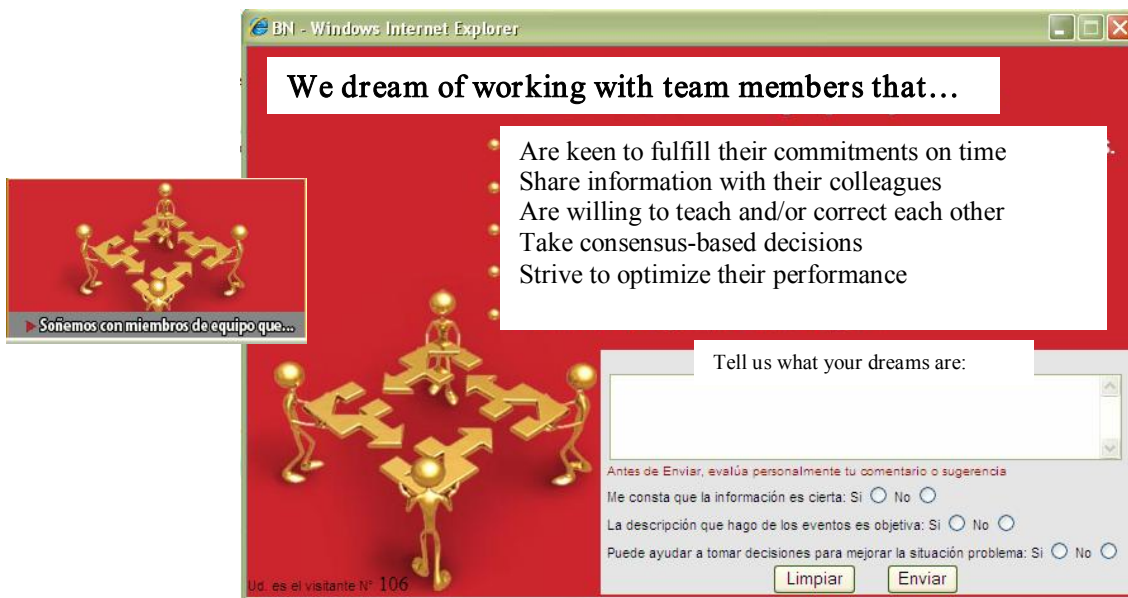 BN - Windows Internet Explorer
We dream of working with team members that...
Are keen to fulfill their commitments on time
Share information with their colleagues
Are willing to teach and/or correct each other
Take consensus-based decisions
Strive to optimize their performance
Soñemos con miembros de equipo que...
Tell us what your dreams are:
Antes de Enviar, evalúa personalmente tu comentario o sugerencia
Me consta que la información es cierta: Si No
La descripción que hago de los eventos es objetiva: Si No
Puede ayudar a tomar decisiones para mejorar la situación problema: Si No
Limpiar Enviar
Ud. es el visitante N° 106